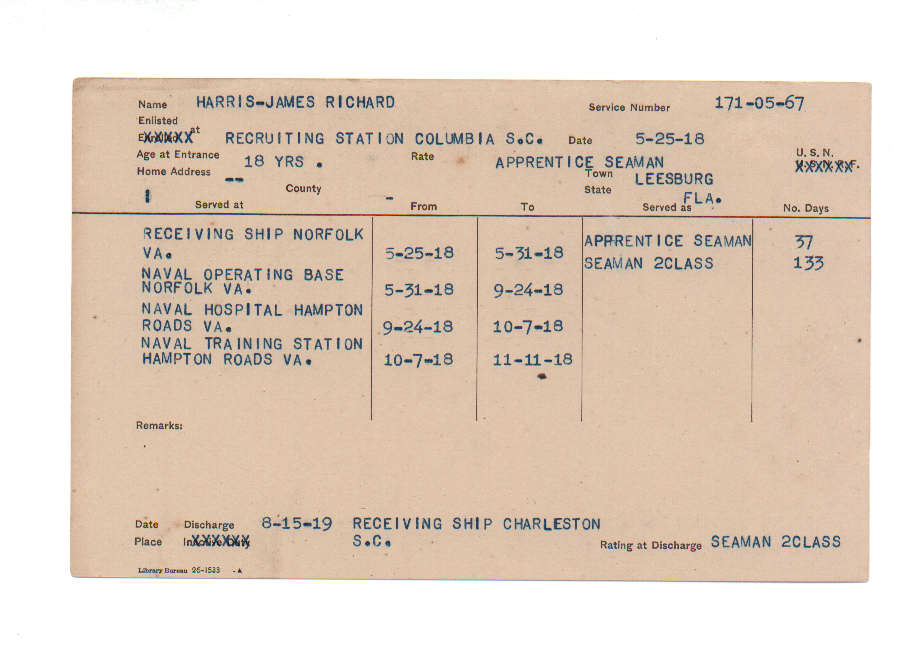 Name HARRIS-JAMES RICHARD Service Number 171-05-67
Enlisted
Enrolled at RECRUITING STATION COLUMBIA S.C. Date 5-25-18
Age at Entrance 18 YRS . Rate APPRENTICE SEAMAN U. S. N.
U. S. N. R. F.
Home Address -- Town LEESBURG
County - State FLA.
Served at From To Served as No. Days
RECEIVING SHIP NORFOLK APPRENTICE SEAMAN 37
VA. 5-25-18 5-31-18 SEAMAN 2CLASS 133
NAVAL OPERATING BASE
NORFOLK VA. 5-31-18 9-24-18
NAVAL HOSPITAL HAMPTON
ROADS VA. 9-24-18 10-7-18
NAVAL TRAINING STATION
HAMPTON ROADS VA. 10-7-18 11-11-18
Remarks:
Date Discharge 8-15-19 RECEIVING SHIP CHARLESTON
Place Inactive Duty S.C. Rating at Discharge SEAMAN 2CLASS
Library Bureau 26-1533